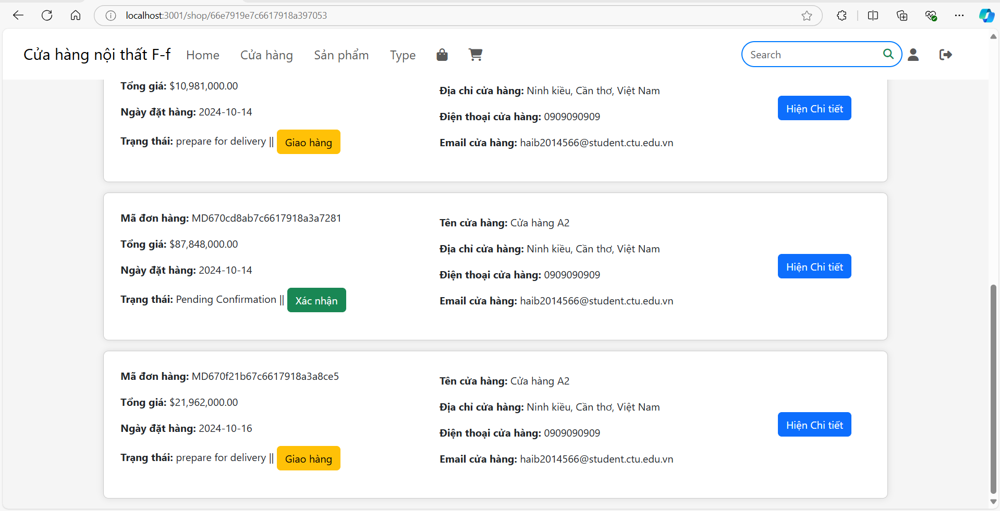 localhost:3001/shop/66e7919e7c6617918a397053
Cửa hàng nội thất F-f
Home
Cửa hàng
Sản phẩm
Type
Search
Tổng giá: $10,981,000.00
Ngày đặt hàng: 2024-10-14
Trạng thái: prepare for delivery || Giao hàng
Địa chỉ cửa hàng: Ninh kiều, Cần thơ, Việt Nam
Điện thoại cửa hàng: 0909090909
Email cửa hàng: haib2014566@student.ctu.edu.vn
Hiện Chi tiết
Mã đơn hàng: MD670cd8ab7c6617918a3a7281
Tổng giá: $87,848,000.00
Ngày đặt hàng: 2024-10-14
Trạng thái: Pending Confirmation || Xác nhận
Tên cửa hàng: Cửa hàng A2
Địa chỉ cửa hàng: Ninh kiều, Cần thơ, Việt Nam
Điện thoại cửa hàng: 0909090909
Email cửa hàng: haib2014566@student.ctu.edu.vn
Hiện Chi tiết
Mã đơn hàng: MD670f21b67c6617918a3a8ce5
Tổng giá: $21,962,000.00
Ngày đặt hàng: 2024-10-16
Trạng thái: prepare for delivery || Giao hàng
Tên cửa hàng: Cửa hàng A2
Địa chỉ cửa hàng: Ninh kiều, Cần thơ, Việt Nam
Điện thoại cửa hàng: 0909090909
Email cửa hàng: haib2014566@student.ctu.edu.vn
Hiện Chi tiết